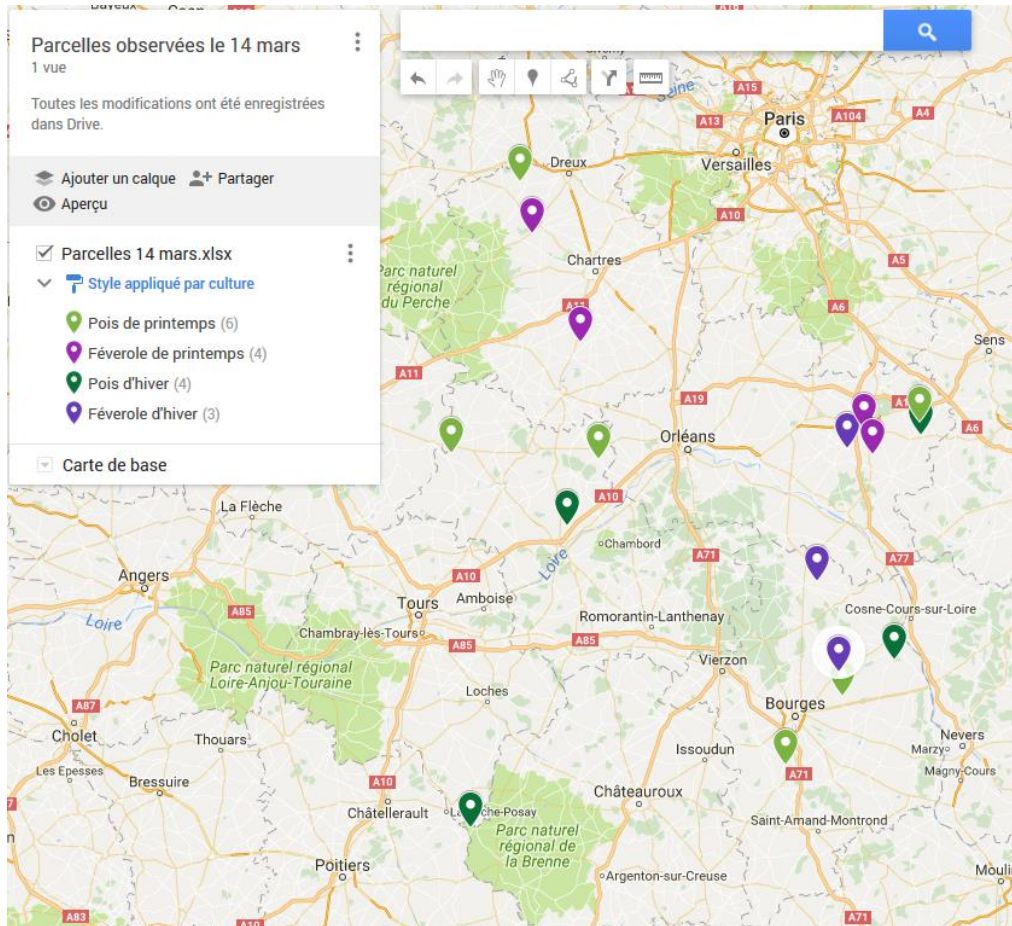 Parcelles observées le 14 mars
1 vue
Toutes les modifications ont été enregistrées
dans Drive.
Ajouter un calque
Partager
Aperçu
Parcelles 14 mars.xlsx
Style appliqué par culture
Pois de printemps (6)
Féverole de printemps (4)
Pois d'hiver (4)
Féverole d'hiver (3)
Carte de base
Seine
A15
A13
Paris
A104
A4
Versailles
Dreux
A10
A5
Chartres
Parc naturel
régional
du Perche
A11
A6
Sens
A11
A19
A6
Orléans
A10
La Flèche
Chambord
Loire
A71
A77
Angers
A10
Amboise
Tours
Loire
A85
Cosne-Cours-sur-Loire
Romorantin-Lanthenay
Chambray-lès-Tours
A85
A85
Parc naturel régional
Loire-Anjou-Touraine
Vierzon
Loches
A87
Bourges
Cholet
Thouars
Nevers
Issoudun
Marzy
Les Epesses
A71
Magny-Cours
Bressuire
A10
Châteauroux
Châtellerault
Saint-Amand-Montrond
Parc naturel
régional de
la Brenne
Poitiers
Moulins
Argenton-sur-Creuse
A83
A10
A71